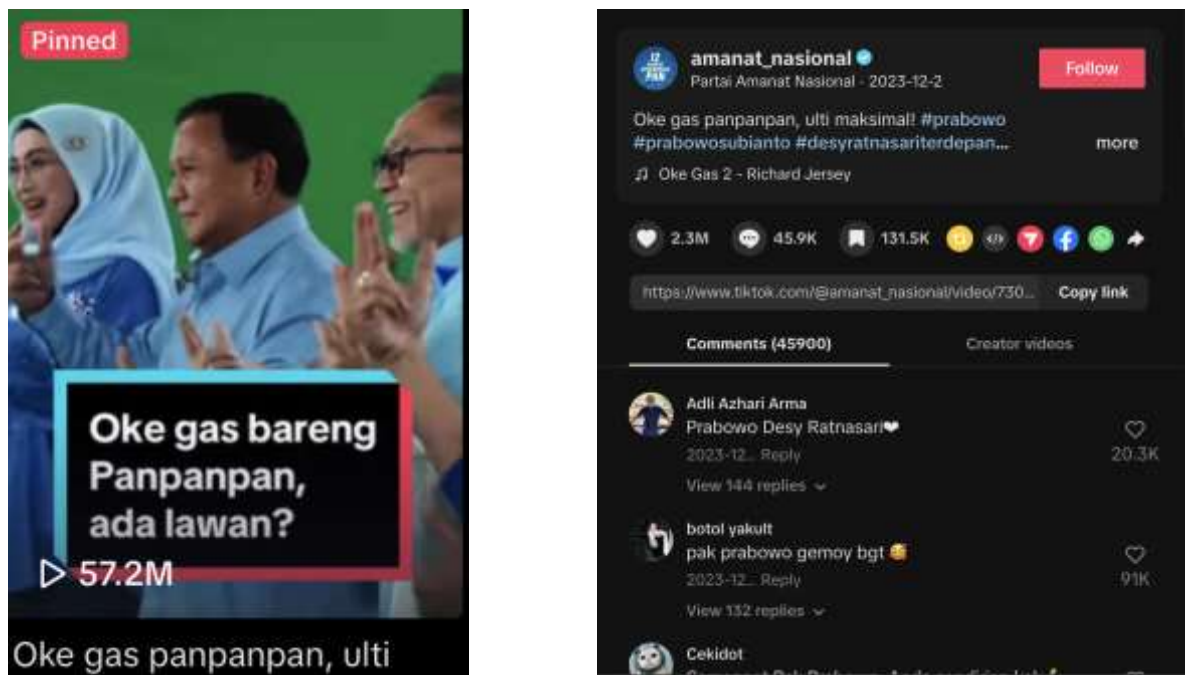 Pinned
Oke gas bareng
Panpanpan,
ada lawan?
57.2M
Oke gas panpanpan, ulti
amanat_nasional
Partai Amanat Nasional · 2023-12-2
Follow
Oke gas panpanpan, ulti maksimal! #prabowo
#prabowosubianto #desyratnasariterdepan...
more
Oke Gas 2 - Richard Jersey
2.3M
45.9K
131.5K
https://www.tiktok.com/@amanat_nasional/video/730...
Copy link
Comments (45900)
Creator videos
Adli Azhari Arma
Prabowo Desy Ratnasari❤
2023-12... Reply
20.3K
View 144 replies
botol yakult
pak prabowo gemoy bgt 🥰
2023-12... Reply
91K
View 132 replies
Cekidot